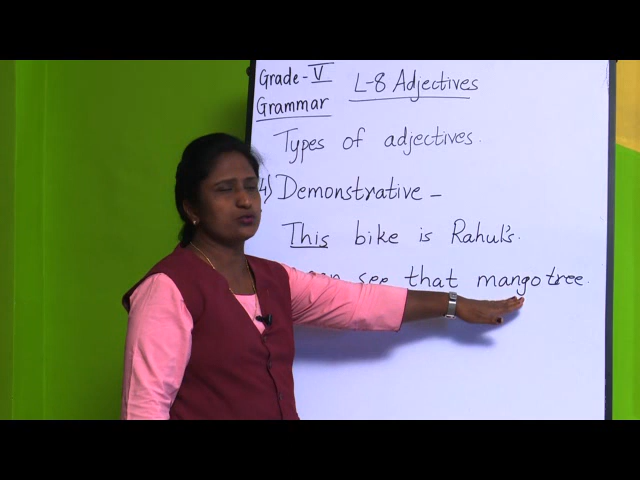 Grade - V L-8 Adjectives
Grammar
Types of adjectives.
4) Demonstrative -
This bike is Rahul's.
see that mango tree.